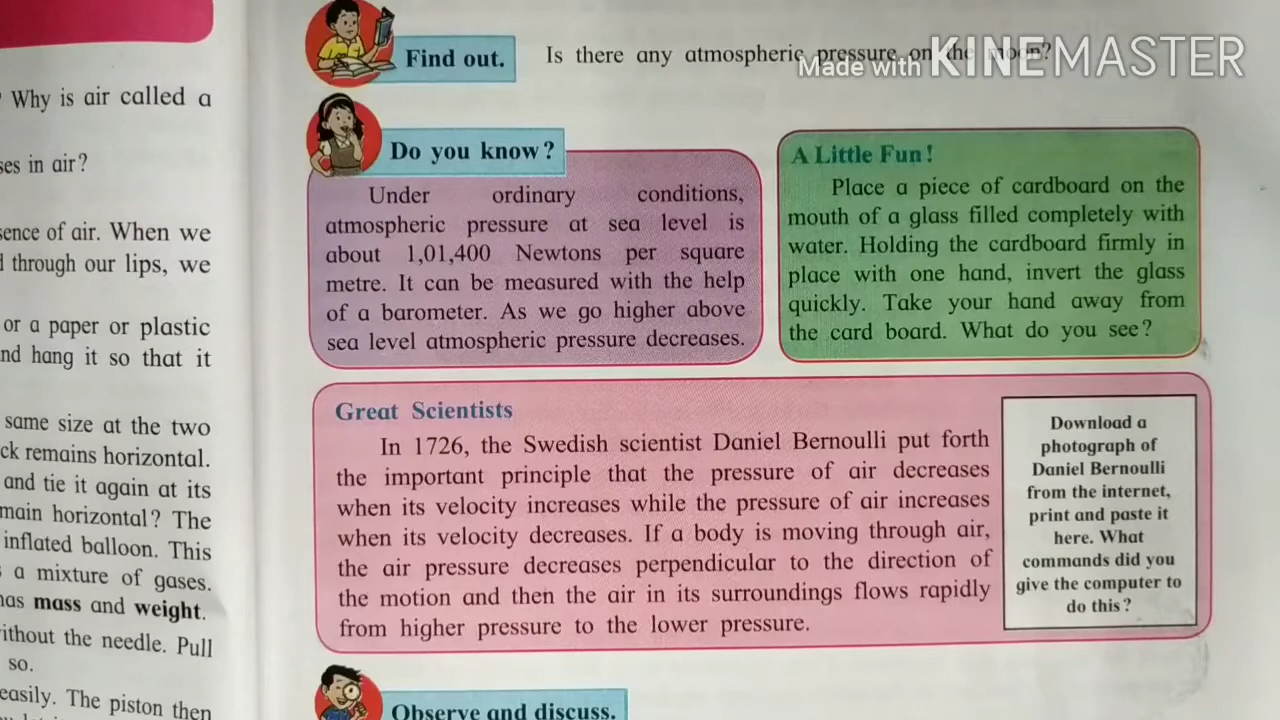 Why is air called a
ses in air?
sence of air. When we
through our lips, we
or a paper or plastic
nd hang it so that it
same size at the two
ck remains horizontal.
and tie it again at its
main horizontal? The
inflated balloon. This
a mixture of gases.
has mass and weight.
ithout the needle. Pull
so.
easily. The piston then
Find out. Is there any atmospheric pressure on the moon?
Made with KINEMASTER
Do you know?
Under ordinary conditions,
atmospheric pressure at sea level is
about 1,01,400 Newtons per square
metre. It can be measured with the help
of a barometer. As we go higher above
sea level atmospheric pressure decreases.
A Little Fun!
Place a piece of cardboard on the
mouth of a glass filled completely with
water. Holding the cardboard firmly in
place with one hand, invert the glass
quickly. Take your hand away from
the card board. What do you see?
Great Scientists
In 1726, the Swedish scientist Daniel Bernoulli put forth
the important principle that the pressure of air decreases
when its velocity increases while the pressure of air increases
when its velocity decreases. If a body is moving through air,
the air pressure decreases perpendicular to the direction of
the motion and then the air in its surroundings flows rapidly
from higher pressure to the lower pressure.
Download a
photograph of
Daniel Bernoulli
from the internet,
print and paste it
here. What
commands did you
give the computer to
do this?
Observe and discuss.